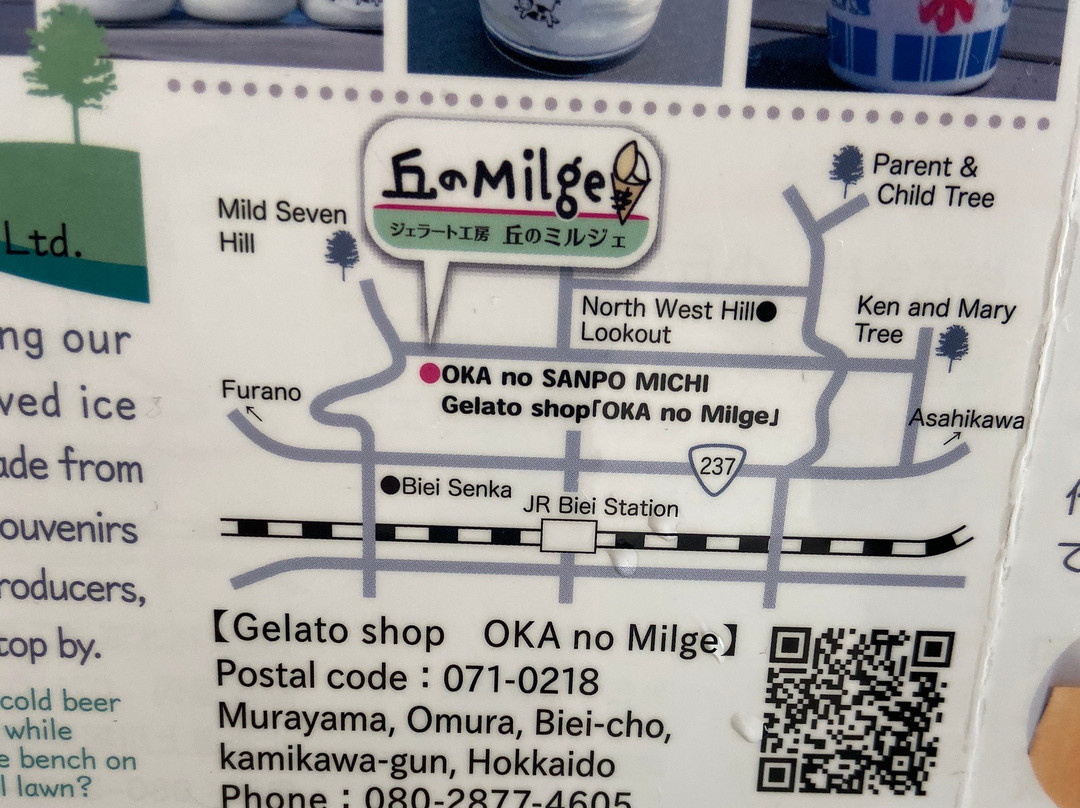 Ltd.
ng our
ved ice
ade from
ouvenirs
roducers,
top by.
cold beer
while
e bench on
l lawn?
丘のMilge
ジェラート工房 丘のミルジェ
Mild Seven
Hill
Parent &
Child Tree
North West Hill
Lookout
Ken and Mary
Tree
OKA no SANPO MICHI
Gelato shop「OKA no Milge」
Furano
Asahikawa
237
Biei Senka
JR Biei Station
【Gelato shop OKA no Milge】
Postal code：071-0218
Murayama, Omura, Biei-cho,
kamikawa-gun, Hokkaido
Phone：080-2877-4605